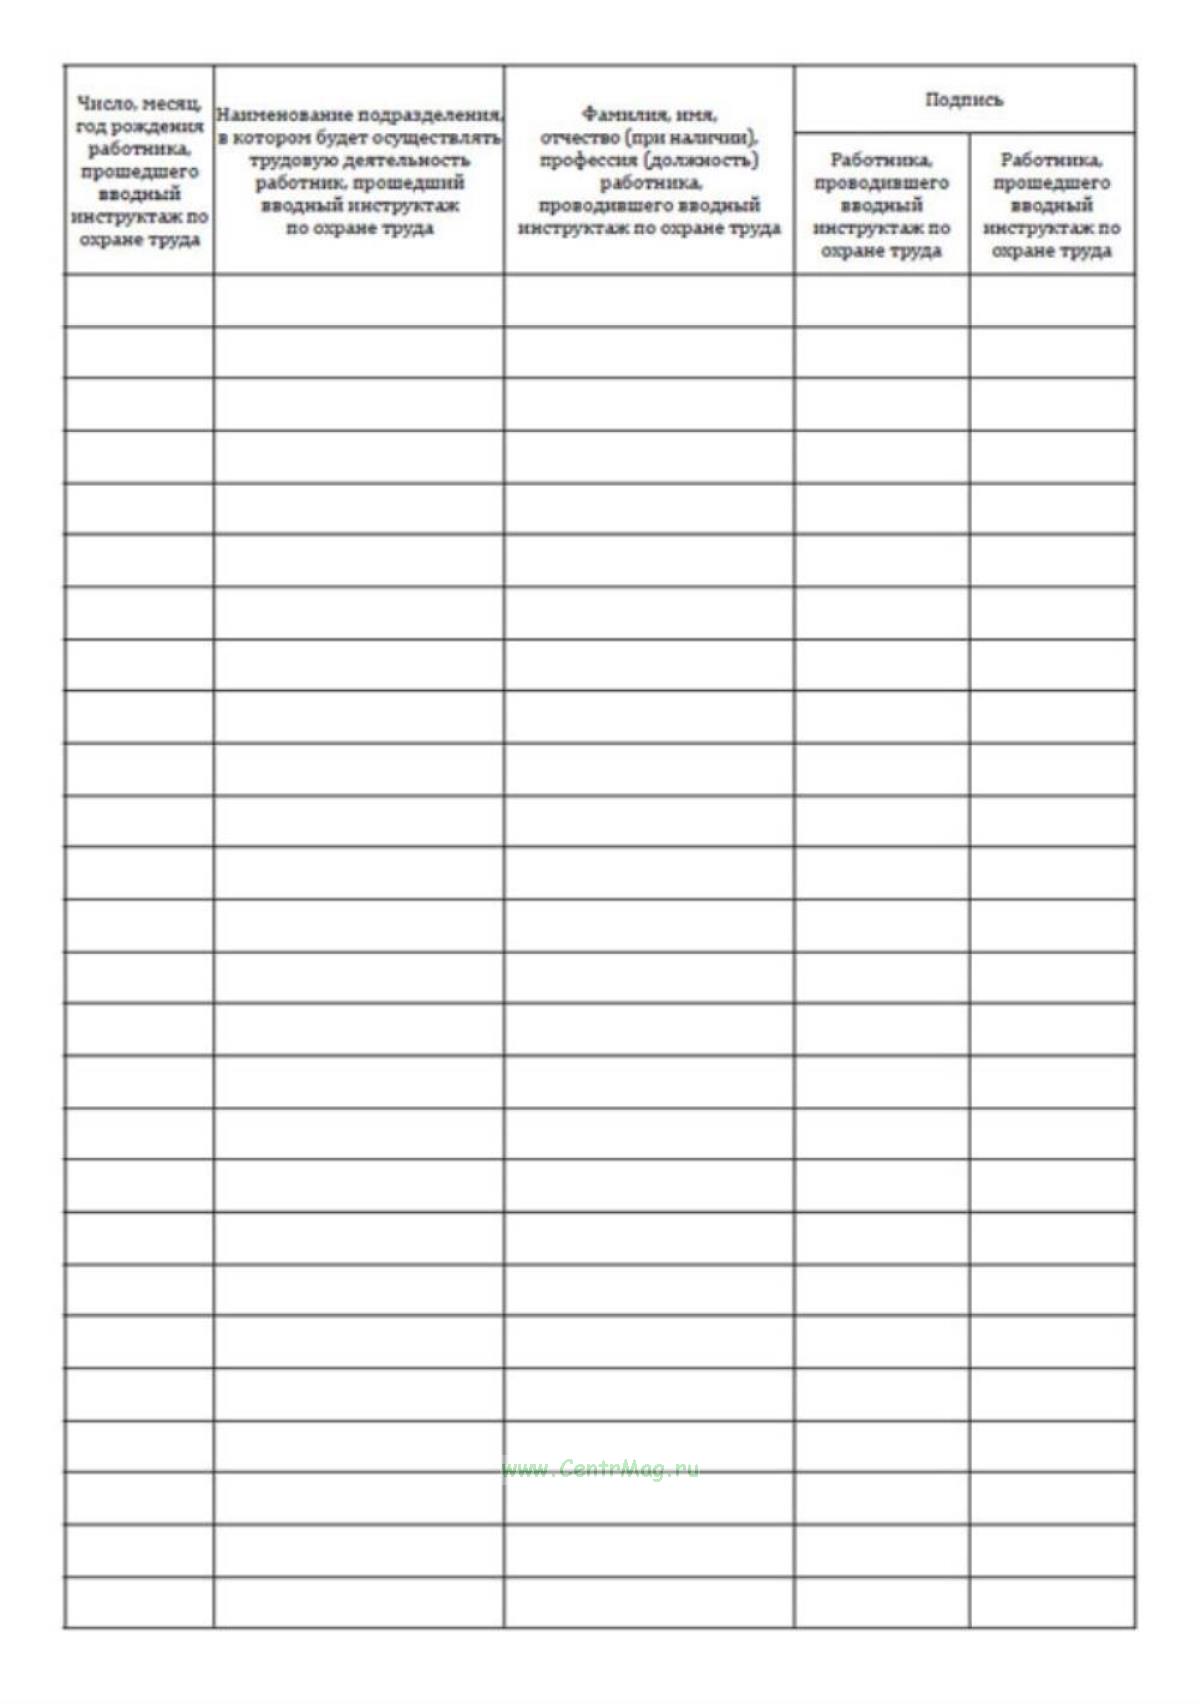 Число, месяц,
год рождения
работника,
прошедшего
вводный
инструктаж по
охране труда
Наименование подразделения,
в котором будет осуществлять
трудовую деятельность
работник, прошедший
вводный инструктаж
по охране труда
Фамилия, имя,
отчество (при наличии),
профессия (должность)
работника,
проводившего вводный
инструктаж по охране труда
Подпись
Работника,
проводившего
вводный
инструктаж по
охране труда
Работника,
прошедшего
вводный
инструктаж по
охране труда
www.CentrMag.ru